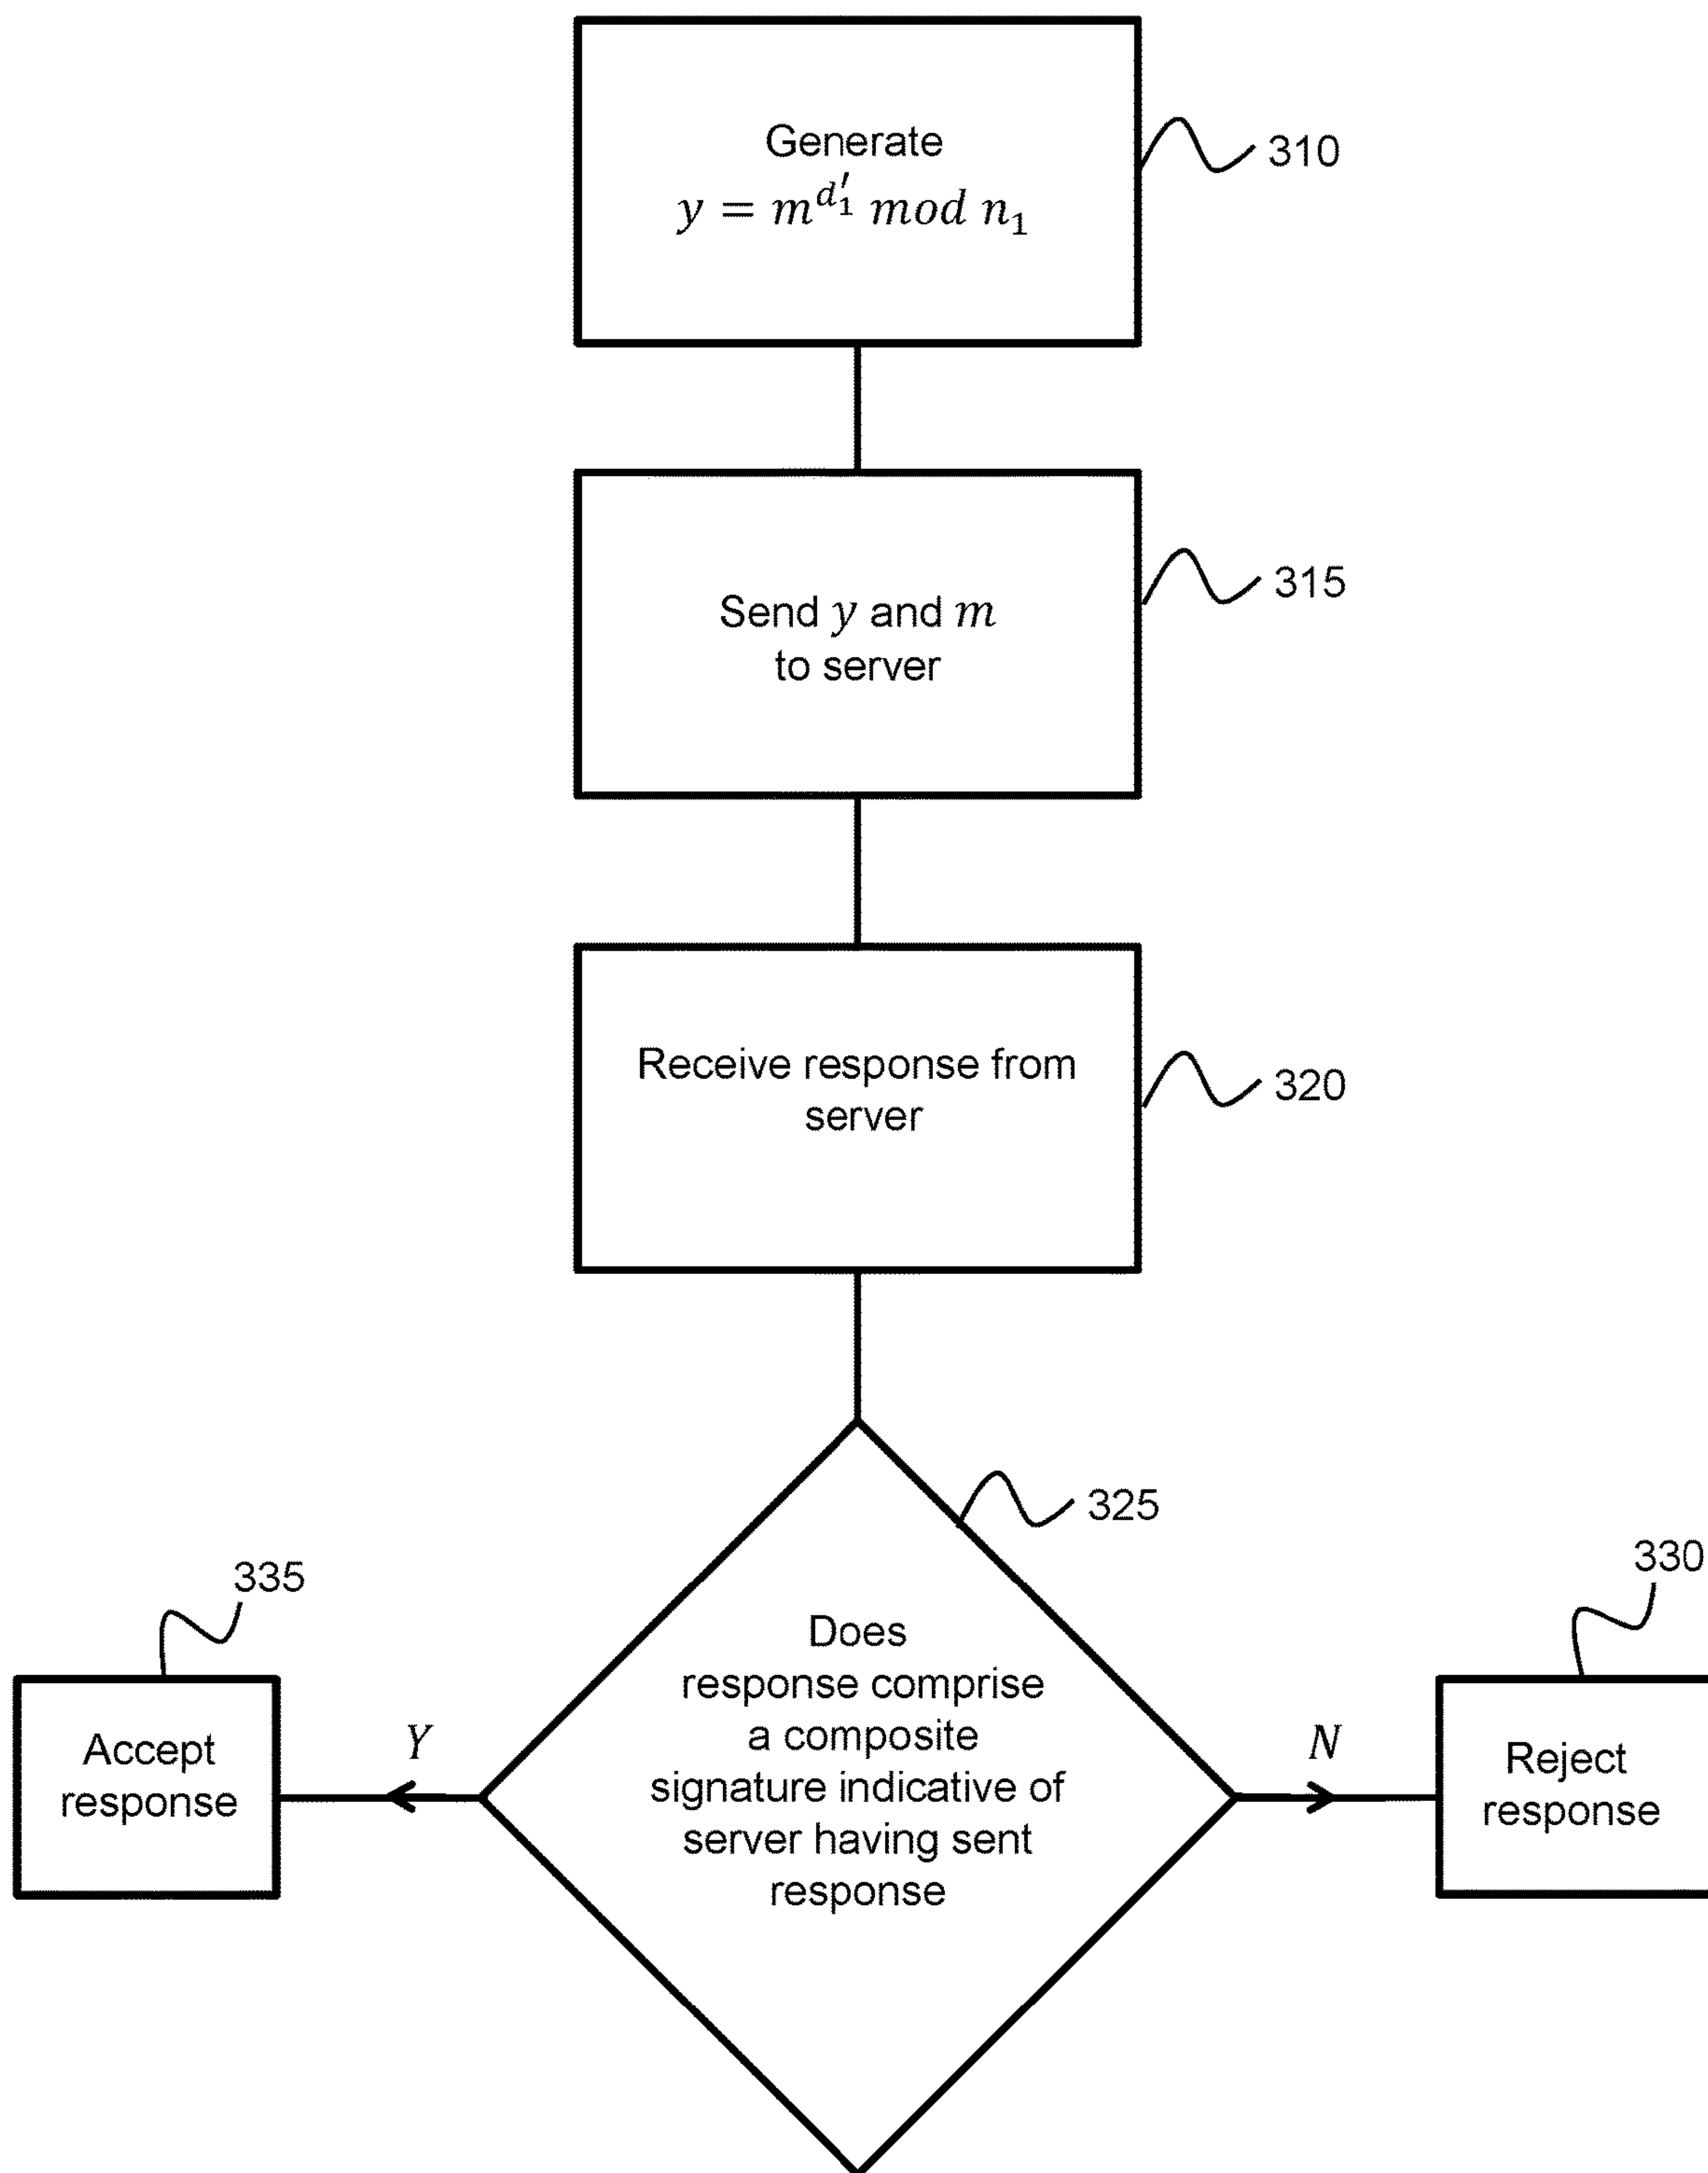 Generate
y = m^{d'_1} mod n_1
310
Send y and m
to server
315
Receive response from
server
320
325
Does
response comprise
a composite
signature indicative of
server having sent
response
335
Accept
response
Y
N
330
Reject
response